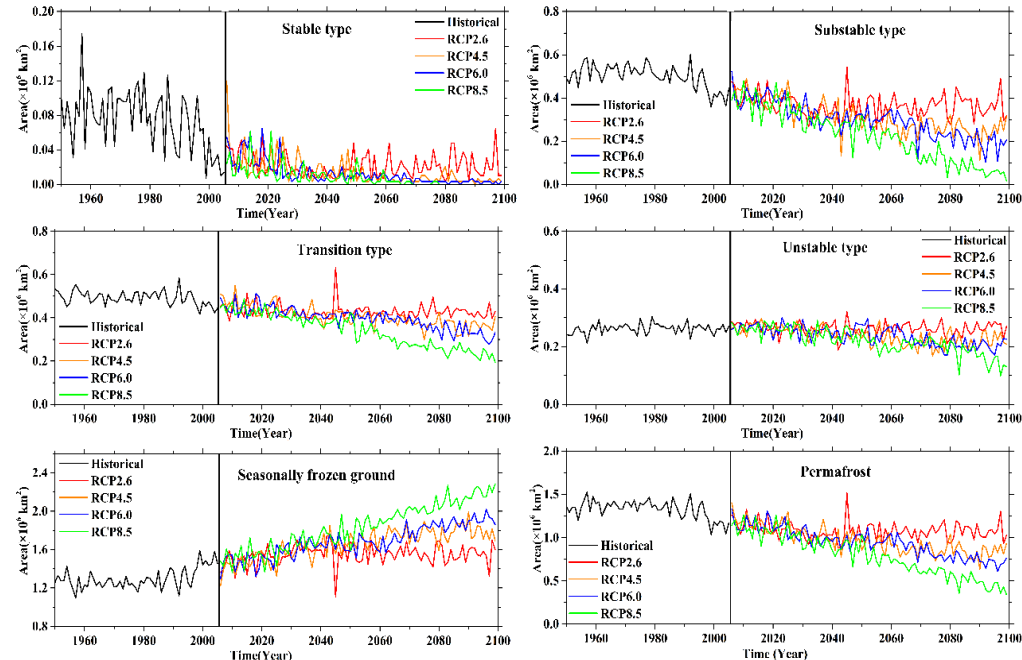 Stable type
Historical
RCP2.6
RCP4.5
RCP6.0
RCP8.5
Area(×10⁶ km²)
0.20
0.16
0.12
0.08
0.04
0.00
1960 1980 2000 2020 2040 2060 2080 2100
Time(Year)
Substable type
Historical
RCP2.6
RCP4.5
RCP6.0
RCP8.5
Area(×10⁶ km²)
0.8
0.6
0.4
0.2
0.0
1960 1980 2000 2020 2040 2060 2080 2100
Time(Year)
Transition type
Historical
RCP2.6
RCP4.5
RCP6.0
RCP8.5
Area(×10⁶ km²)
0.8
0.6
0.4
0.2
0.0
1960 1980 2000 2020 2040 2060 2080 2100
Time(Year)
Unstable type
Historical
RCP2.6
RCP4.5
RCP6.0
RCP8.5
Area(×10⁶ km²)
0.6
0.4
0.2
0.0
1960 1980 2000 2020 2040 2060 2080 2100
Time(Year)
Seasonally frozen ground
Historical
RCP2.6
RCP4.5
RCP6.0
RCP8.5
Area(×10⁶ km²)
2.4
2.0
1.6
1.2
0.8
1960 1980 2000 2020 2040 2060 2080 2100
Time(Year)
Permafrost
Historical
RCP2.6
RCP4.5
RCP6.0
RCP8.5
Area(×10⁶ km²)
2.0
1.5
1.0
0.5
0.0
1960 1980 2000 2020 2040 2060 2080 2100
Time (Year)